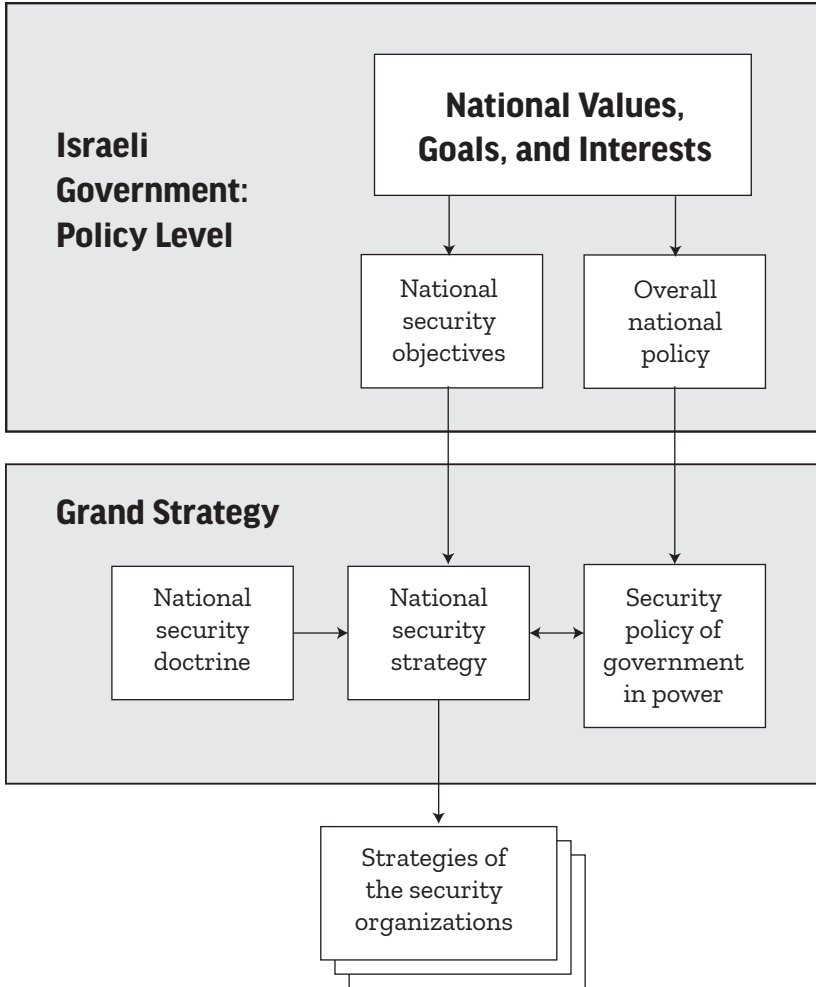 Israeli
Government:
Policy Level
National Values,
Goals, and Interests
National
security
objectives
Overall
national
policy
Grand Strategy
National
security
doctrine
National
security
strategy
Security
policy of
government
in power
Strategies of
the security
organizations